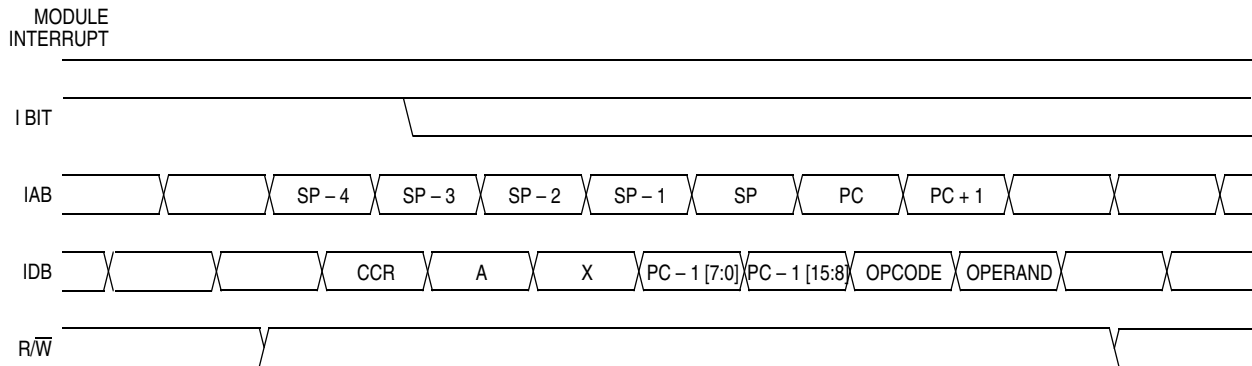 MODULE
INTERRUPT
I BIT
IAB SP – 4 SP – 3 SP – 2 SP – 1 SP PC PC + 1
IDB CCR A X PC – 1 [7:0] PC – 1 [15:8] OPCODE OPERAND
R/W̅